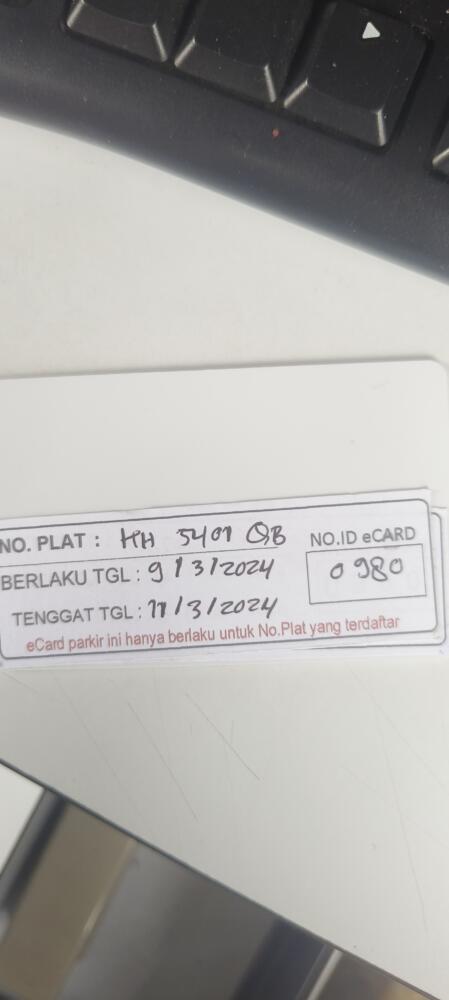 NO. PLAT : KH 5401 QB
NO.ID eCARD
BERLAKU TGL : 9/3/2024
0980
TENGGAT TGL : 11/3/2024
eCard parkir ini hanya berlaku untuk No.Plat yang terdaftar